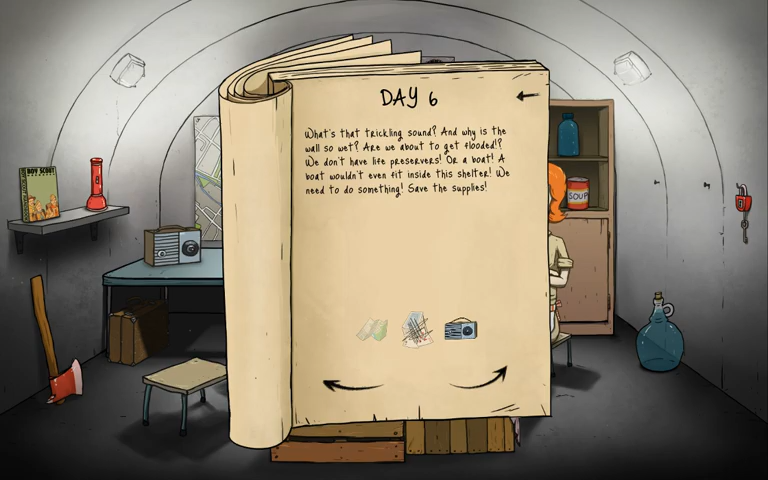 DAY 6
What's that trickling sound? And why is the
wall so wet? Are we about to get flooded!?
We don't have life preservers! Or a boat! A
boat wouldn't even fit inside this shelter! We
need to do something! Save the supplies!
BOY SCOUT
SOUP